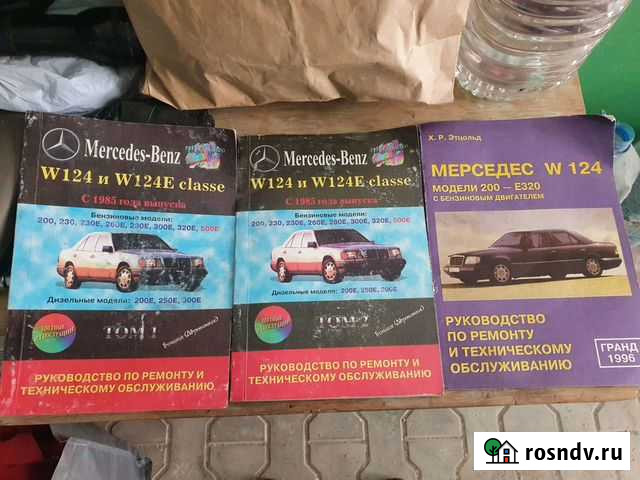 Mercedes-Benz
W124 и W124E classe
С 1985 года выпуска
Бензиновые модели:
200, 230, 230E, 260E, 280E, 300E, 320E, 500E
Дизельные модели: 200E, 250E, 300E
ТОМ 1
РУКОВОДСТВО ПО РЕМОНТУ И
ТЕХНИЧЕСКОМУ ОБСЛУЖИВАНИЮ
Mercedes-Benz
W124 и W124E classe
С 1985 года выпуска
Бензиновые модели:
200, 230, 230E, 260E, 280E, 300E, 320E, 500E
Дизельные модели: 200E, 250E, 300E
ТОМ-2
РУКОВОДСТВО ПО РЕМОНТУ И
ТЕХНИЧЕСКОМУ ОБСЛУЖИВАНИЮ
Х. Р. Этцольд
МЕРСЕДЕС W 124
МОДЕЛИ 200 — E320
С БЕНЗИНОВЫМ ДВИГАТЕЛЕМ
РУКОВОДСТВО
ПО РЕМОНТУ
И ТЕХНИЧЕСКОМУ
ОБСЛУЖИВАНИЮ
ГРАНД
1996
rosndv.ru